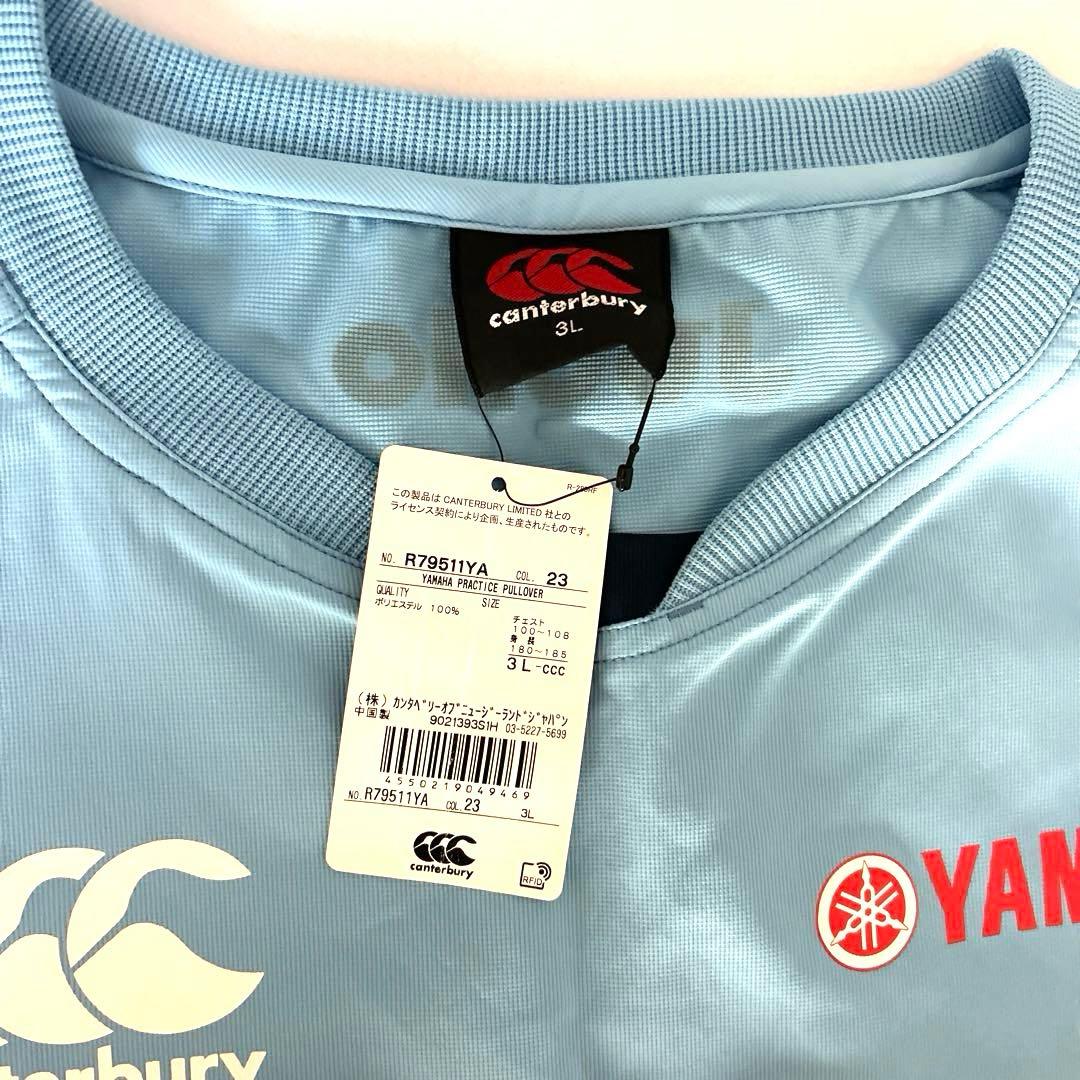 canterbury
3L
この製品は CANTERBURY LIMITED 社との
ライセンス契約により企画、生産されたものです。
NO. R79511YA COL. 23
YAMAHA PRACTICE PULLOVER
QUALITY SIZE
ポリエステル 100%
チェスト
100～108
身 長
180～185
3L-ccc
(株) カンタベリーオブニュージーランドジャパン
中国製
9021393S1H 03-5227-5699
4550219049469
NO. R79511YA COL. 23 3L
canterbury
RFID
YAM
nterbury